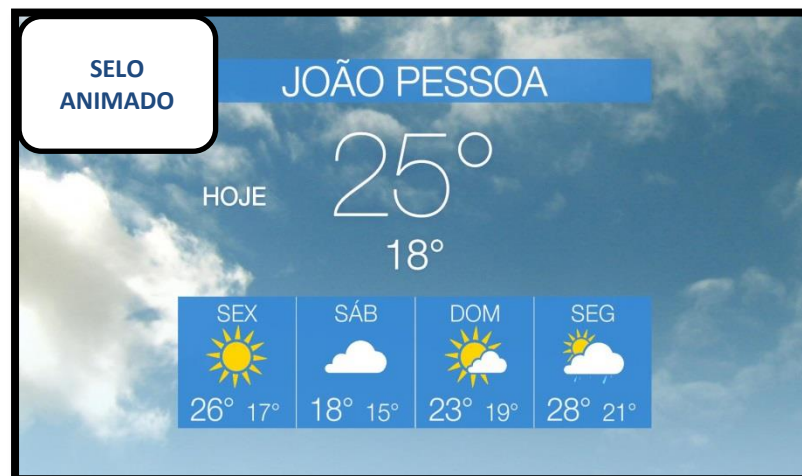 SELO
ANIMADO
JOÃO PESSOA
25°
HOJE
18°
SEX SÁB DOM SEG
26° 17° 18° 15° 23° 19° 28° 21°